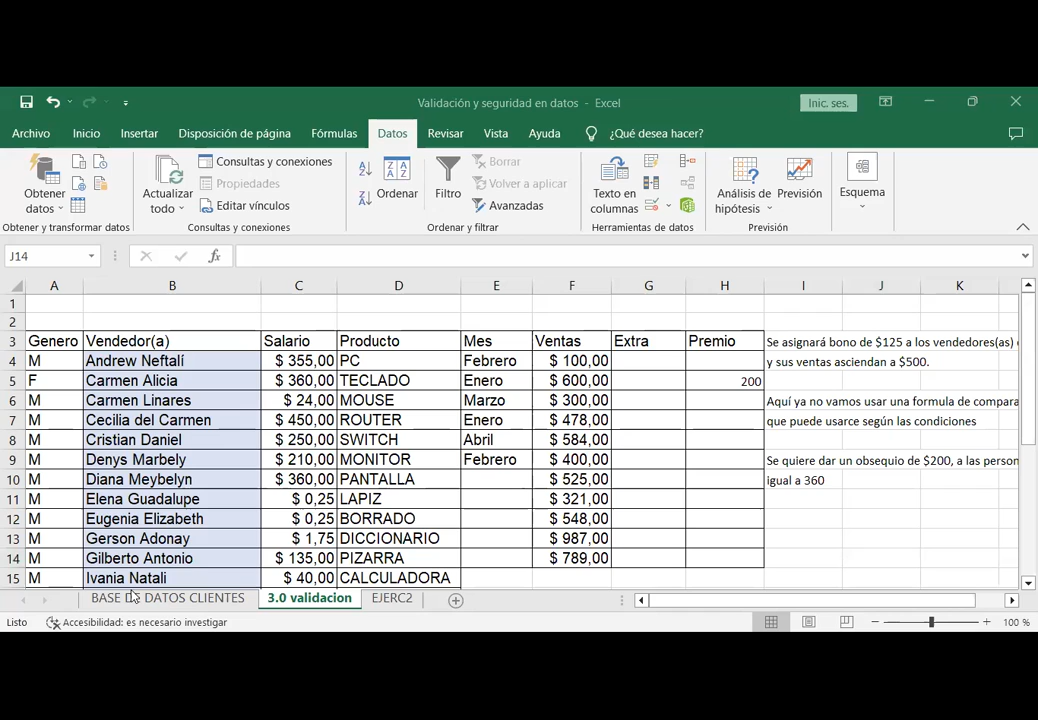 Validación y seguridad en datos - Excel
Inic. ses.
Archivo Inicio Insertar Disposición de página Fórmulas Datos Revisar Vista Ayuda ¿Qué desea hacer?
Obtener datos
Actualizar todo
Consultas y conexiones
Propiedades
Editar vínculos
Ordenar
Filtro
Borrar
Volver a aplicar
Avanzadas
Texto en columnas
Análisis de hipótesis
Previsión
Esquema
Obtener y transformar datos Consultas y conexiones Ordenar y filtrar Herramientas de datos Previsión
J14 fx
A B C D E F G H I J K
1
2
3 Genero Vendedor(a) Salario Producto Mes Ventas Extra Premio Se asignará bono de $125 a los vendedores(as)
4 M Andrew Neftalí $ 355,00 PC Febrero $ 100,00 y sus ventas asciendan a $500.
5 F Carmen Alicia $ 360,00 TECLADO Enero $ 600,00 200
6 M Carmen Linares $ 24,00 MOUSE Marzo $ 300,00 Aquí ya no vamos usar una formula de compara
7 M Cecilia del Carmen $ 450,00 ROUTER Enero $ 478,00 que puede usarce según las condiciones
8 M Cristian Daniel $ 250,00 SWITCH Abril $ 584,00
9 M Denys Marbely $ 210,00 MONITOR Febrero $ 400,00 Se quiere dar un obsequio de $200, a las person
10 M Diana Meybelyn $ 360,00 PANTALLA $ 525,00 igual a 360
11 M Elena Guadalupe $ 0,25 LAPIZ $ 321,00
12 M Eugenia Elizabeth $ 0,25 BORRADO $ 548,00
13 M Gerson Adonay $ 1,75 DICCIONARIO $ 987,00
14 M Gilberto Antonio $ 135,00 PIZARRA $ 789,00
15 M Ivania Natali $ 40,00 CALCULADORA
BASE DE DATOS CLIENTES 3.0 validacion EJERC2
Listo Accesibilidad: es necesario investigar 100 %